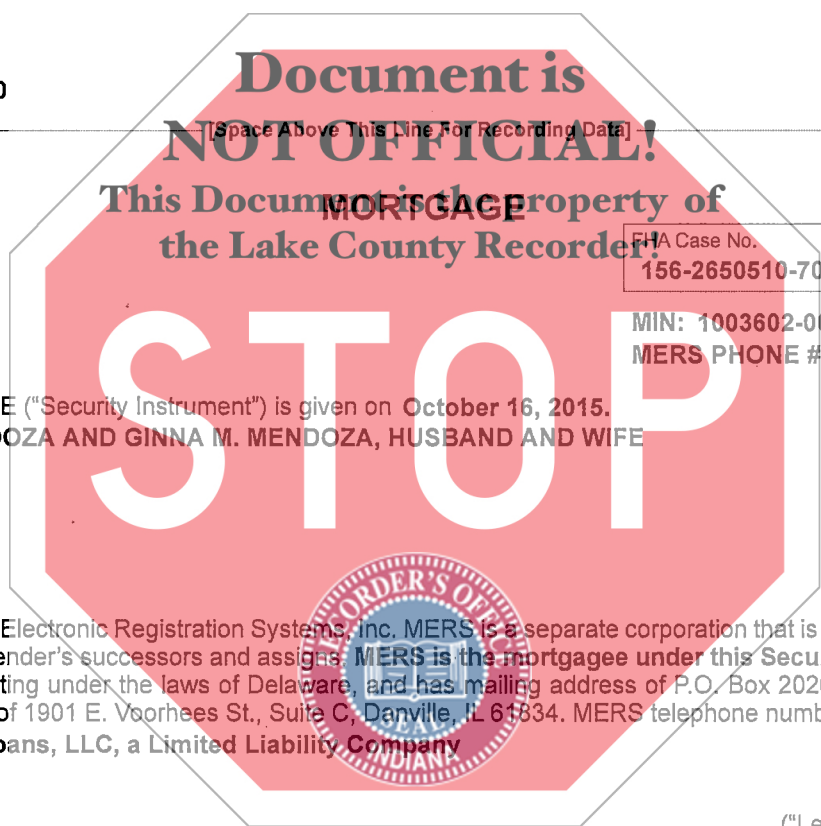 Document is
[Space Above This Line For Recording Data]
NOT OFFICIAL!
This Document is the property of
MORTGAGE
the Lake County Recorder!
FHA Case No.
156-2650510-70
MIN: 1003602-00
MERS PHONE #
STOP
E (“Security Instrument”) is given on October 16, 2015.
OZA AND GINNA M. MENDOZA, HUSBAND AND WIFE
RECORDER'S OFFICE
Electronic Registration Systems, Inc. MERS is a separate corporation that is
ender's successors and assigns. MERS is the mortgagee under this Secu
ting under the laws of Delaware, and has mailing address of P.O. Box 202
of 1901 E. Voorhees St., Suite C, Danville, IL 61834. MERS telephone numb
SEAL
oans, LLC, a Limited Liability Company
INDIANA
(“Le